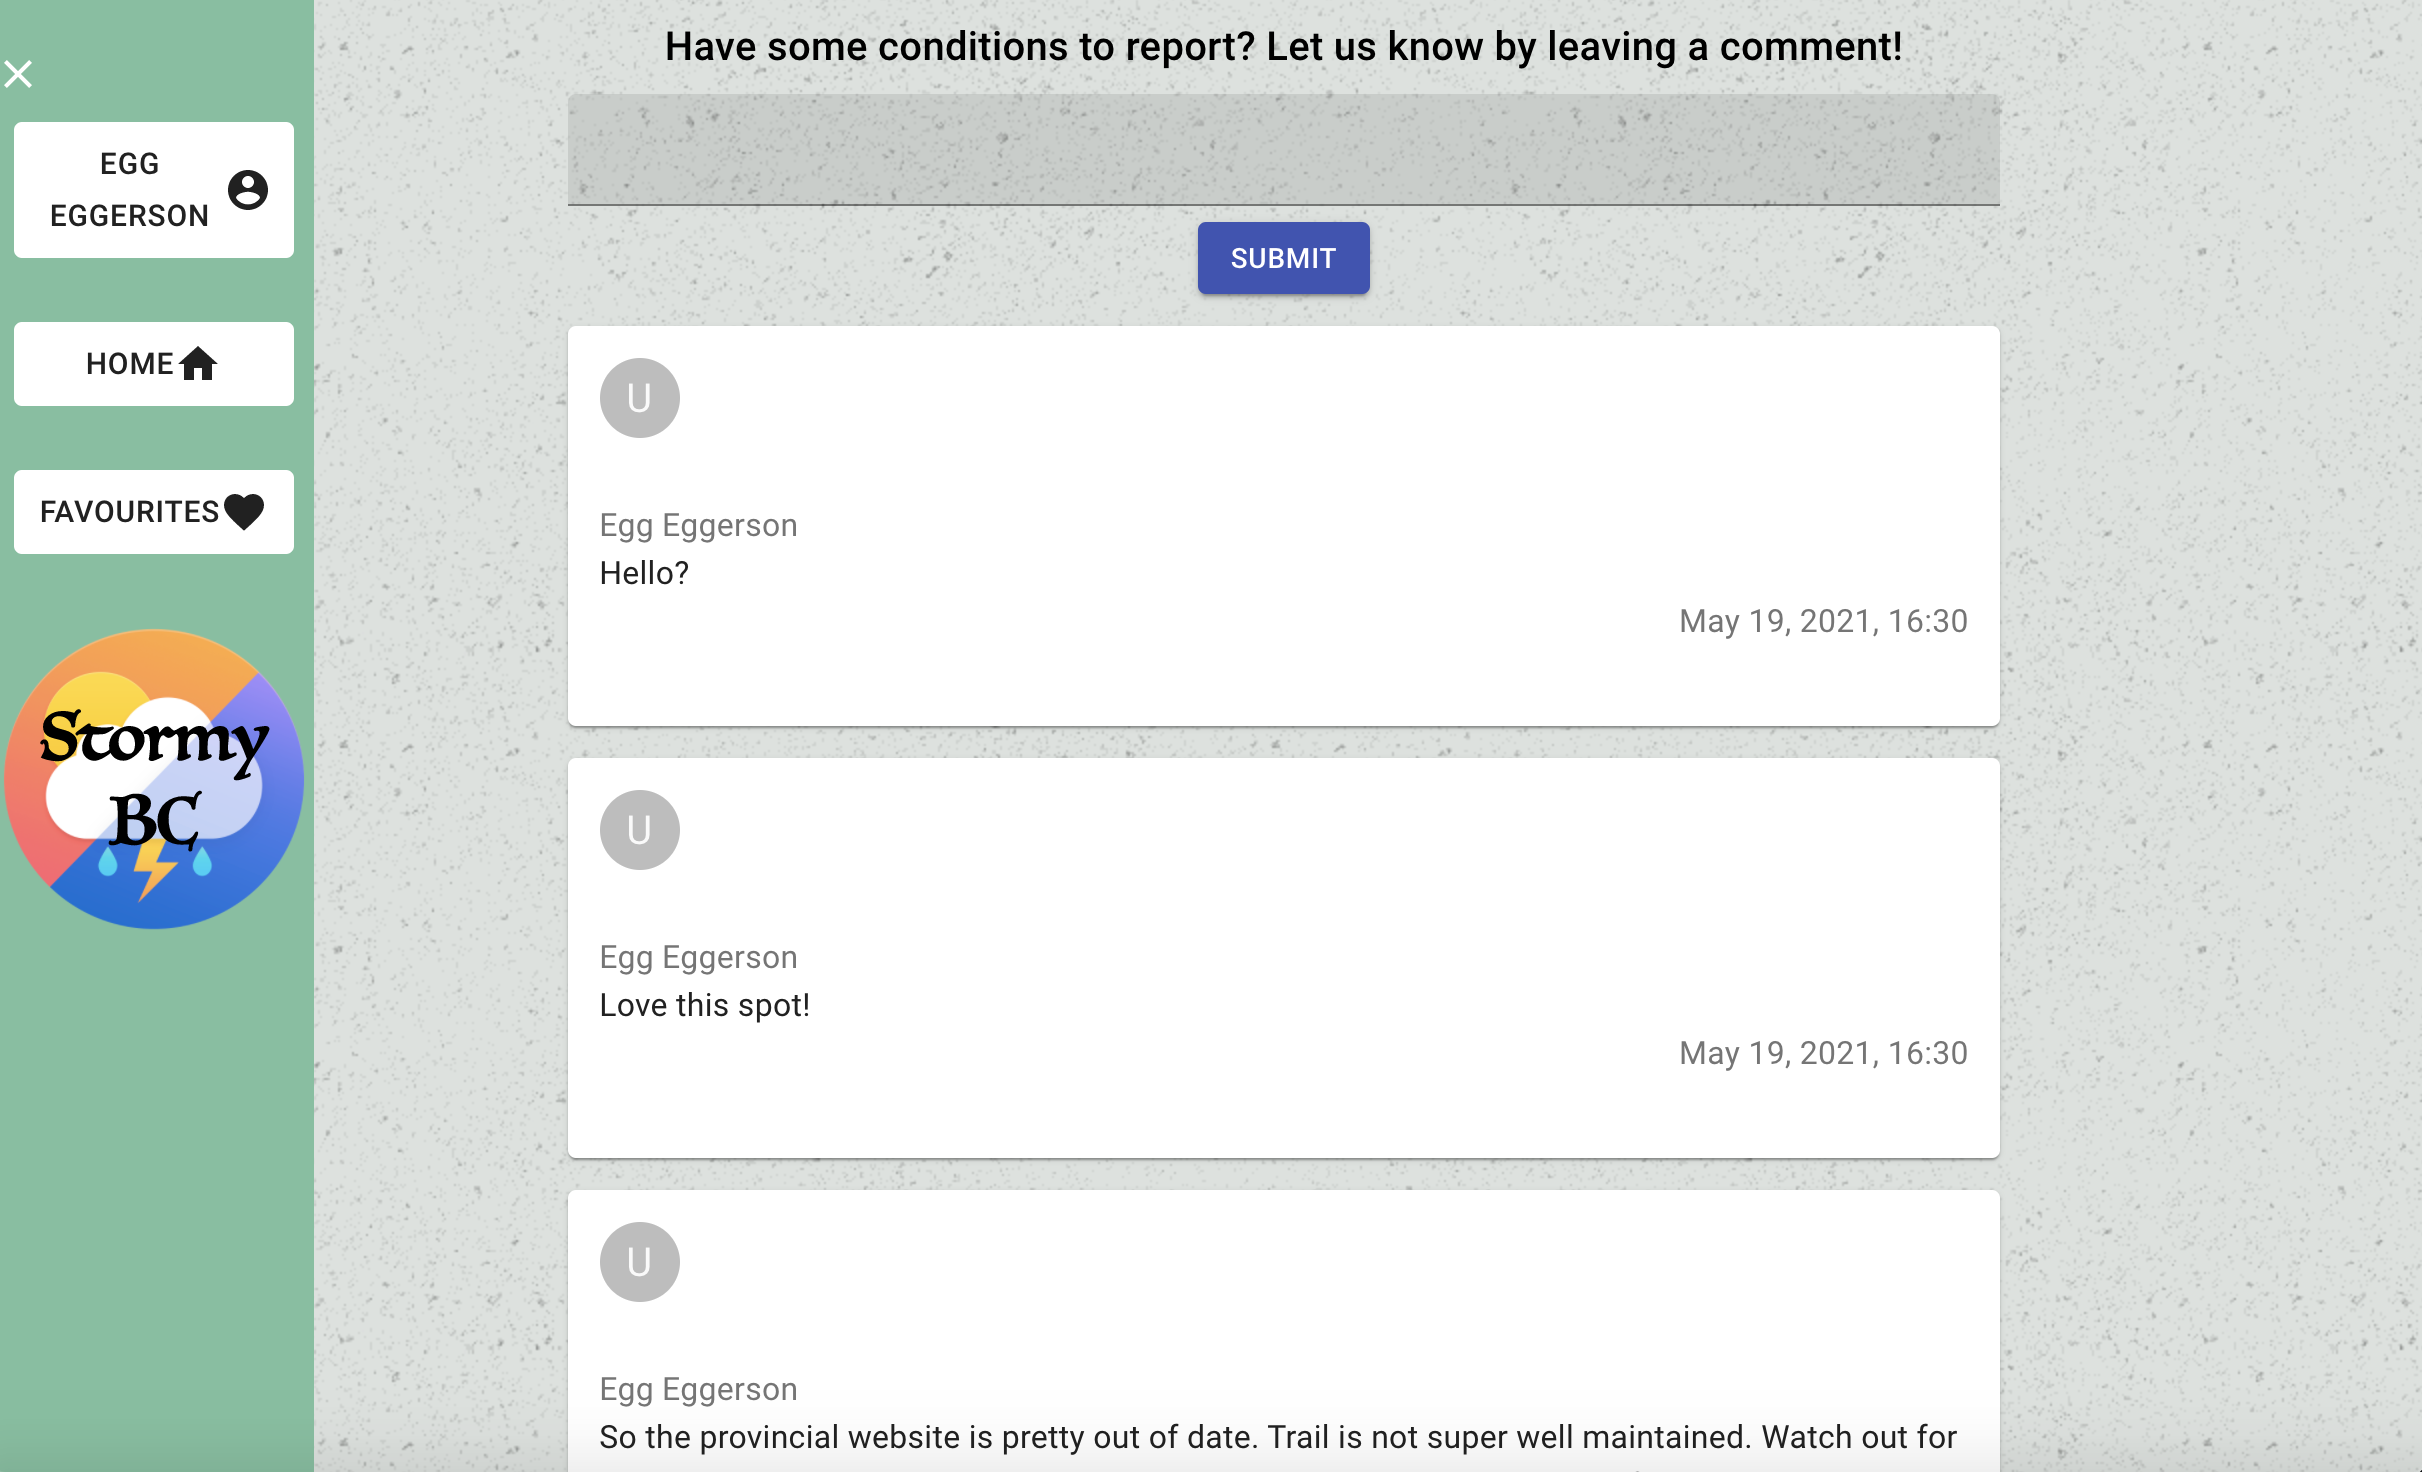 EGG
EGGERSON
HOME
FAVOURITES
Stormy
BC
Have some conditions to report? Let us know by leaving a comment!
SUBMIT
U
Egg Eggerson
Hello?
May 19, 2021, 16:30
U
Egg Eggerson
Love this spot!
May 19, 2021, 16:30
U
Egg Eggerson
So the provincial website is pretty out of date. Trail is not super well maintained. Watch out for